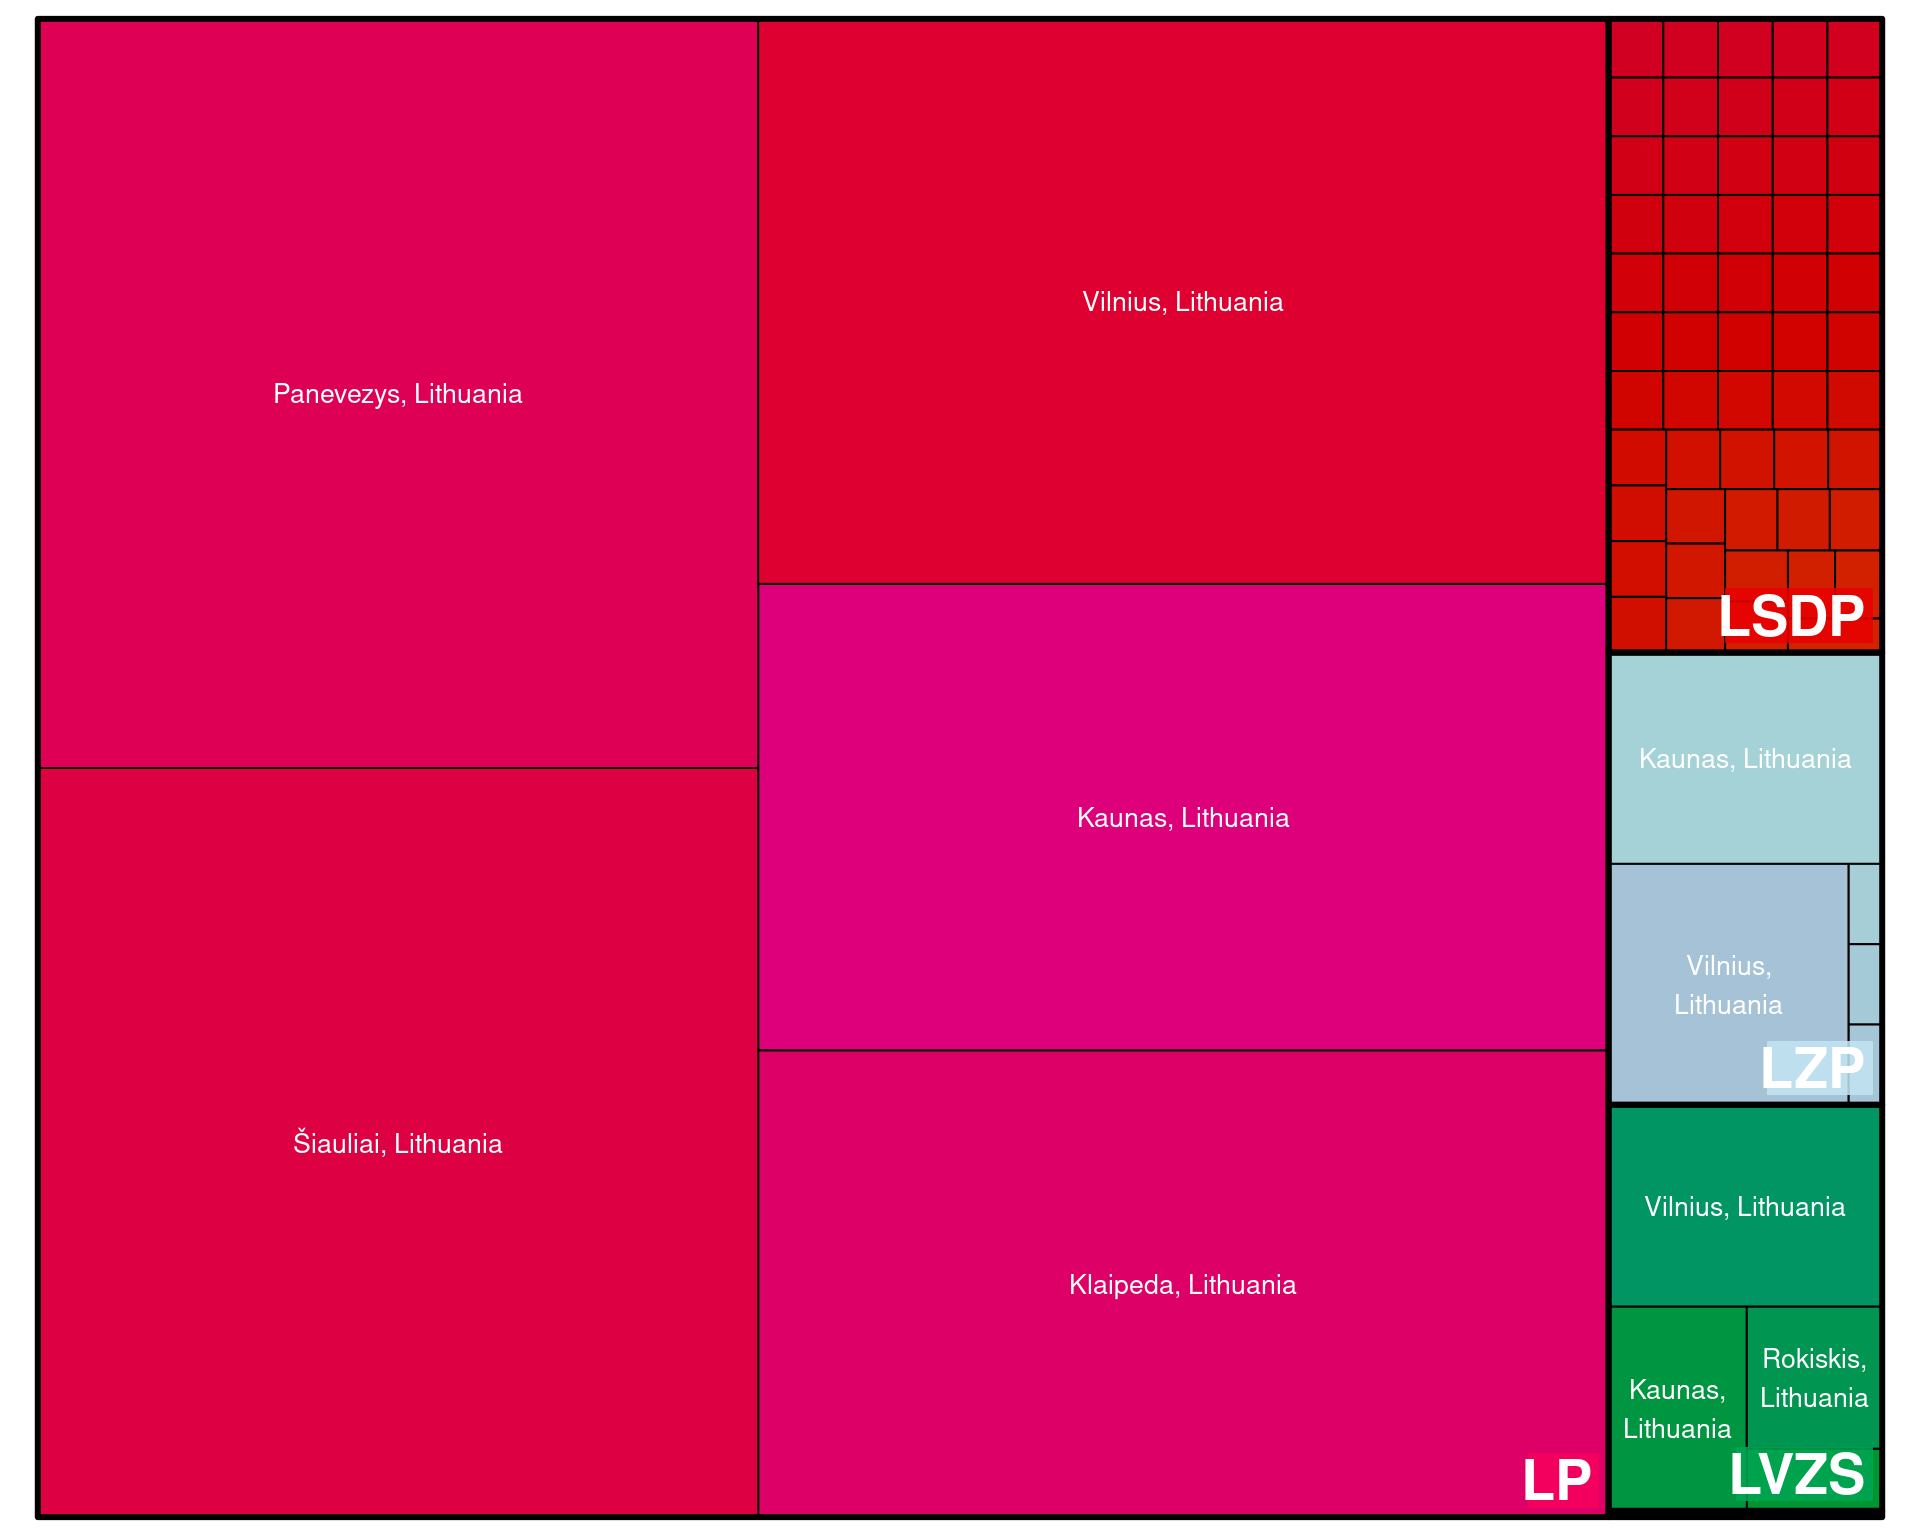 Panevezys, Lithuania
Šiauliai, Lithuania
Vilnius, Lithuania
Kaunas, Lithuania
Klaipeda, Lithuania
LP
LSDP
Kaunas, Lithuania
Vilnius,
Lithuania
LZP
Vilnius, Lithuania
Kaunas,
Lithuania
Rokiskis,
Lithuania
LVZS